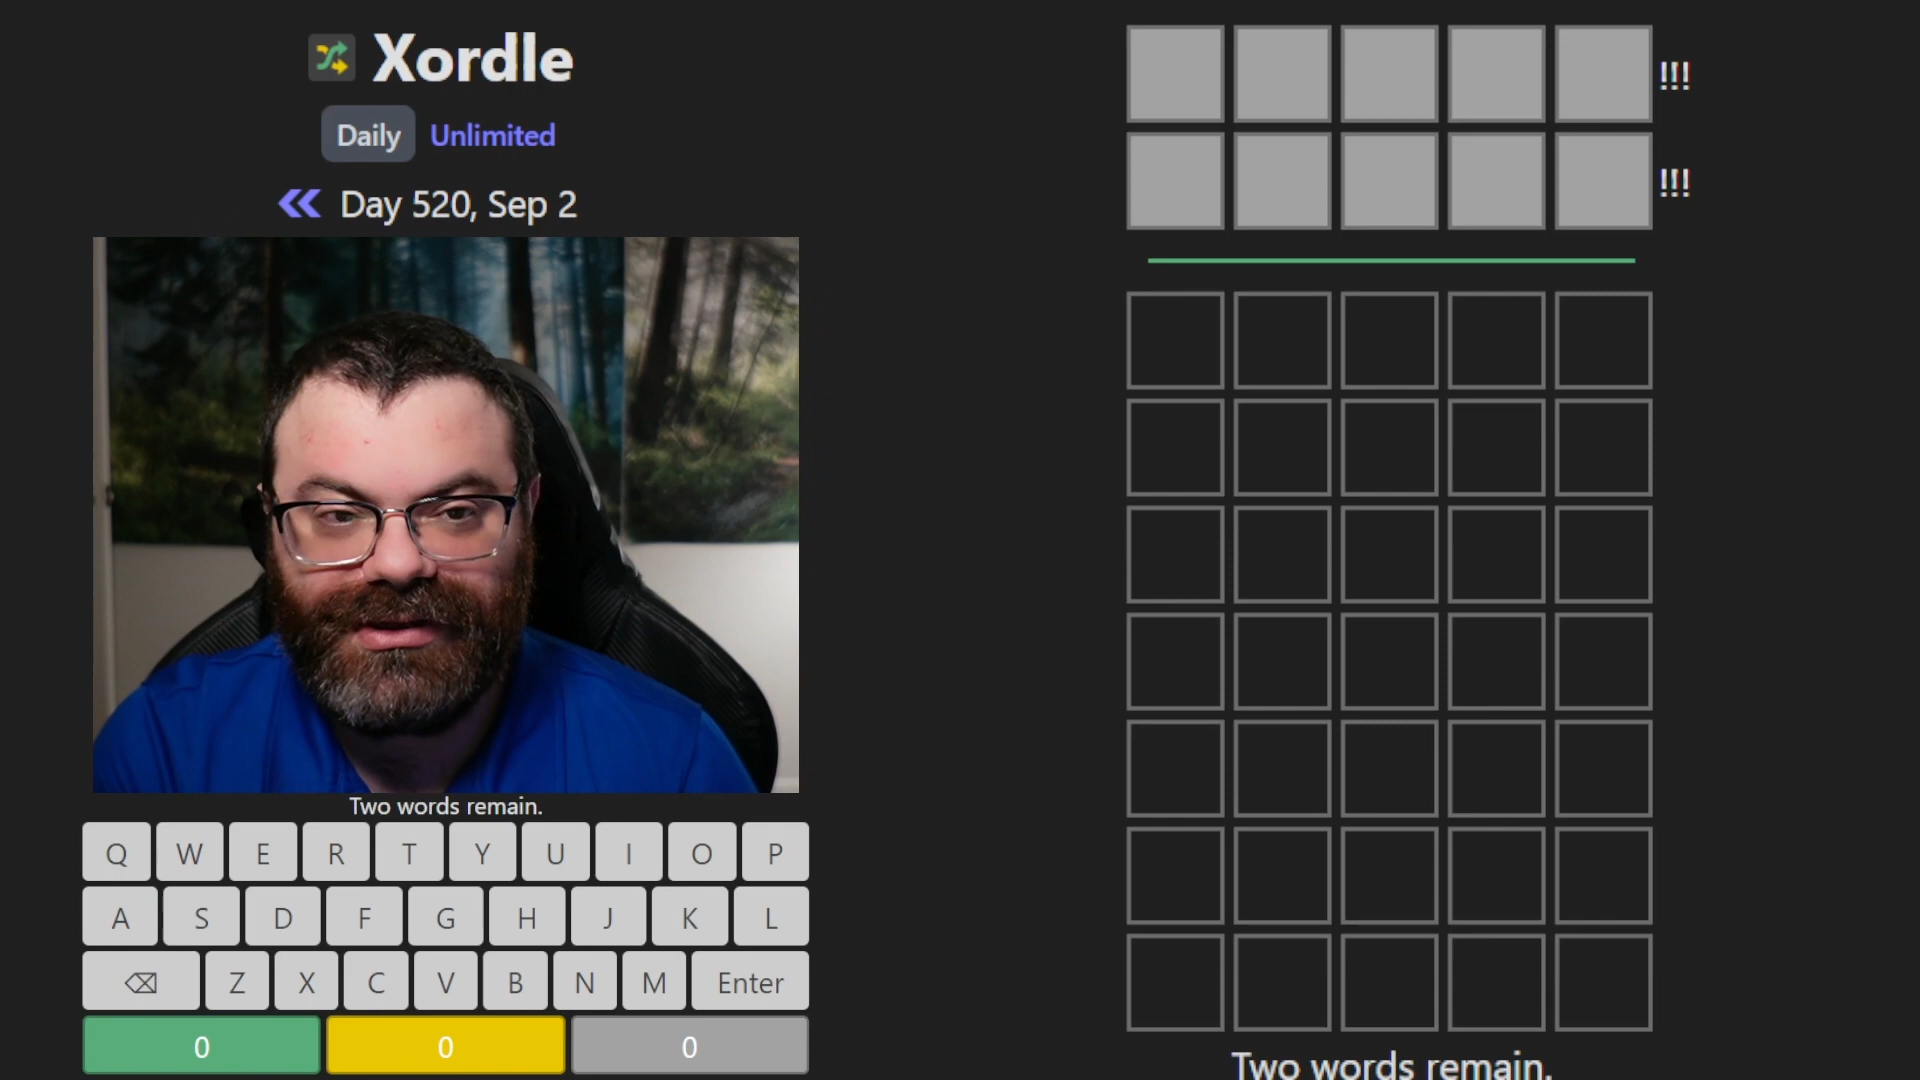 Xordle
Daily Unlimited
Day 520, Sep 2
!!!
!!!
Two words remain.
Q W E R T Y U I O P
A S D F G H J K L
⌫ Z X C V B N M Enter
0 0 0
Two words remain.